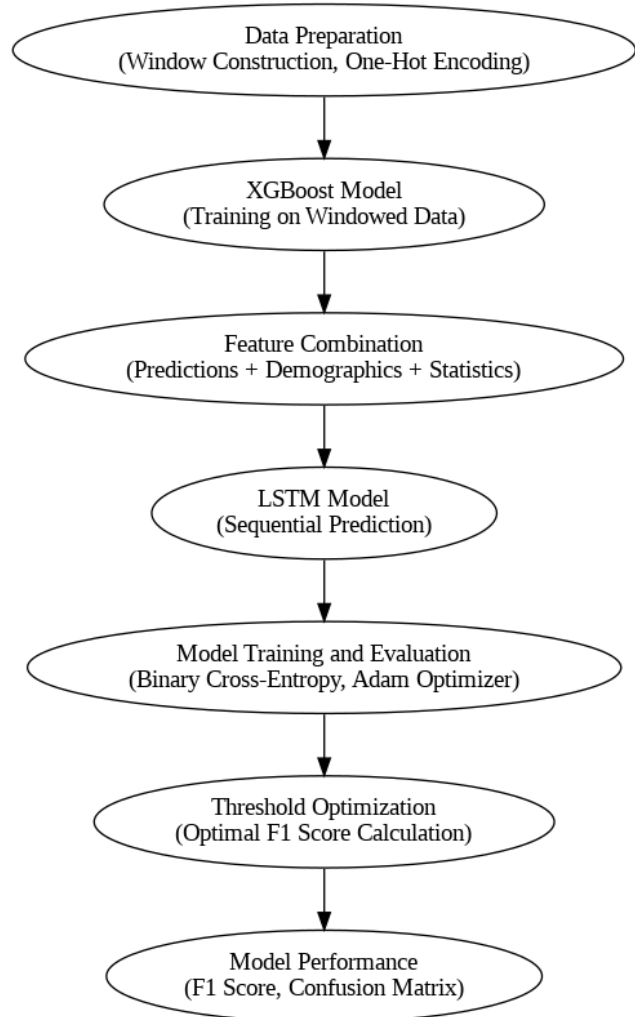 Data Preparation
(Window Construction, One-Hot Encoding)
XGBoost Model
(Training on Windowed Data)
Feature Combination
(Predictions + Demographics + Statistics)
LSTM Model
(Sequential Prediction)
Model Training and Evaluation
(Binary Cross-Entropy, Adam Optimizer)
Threshold Optimization
(Optimal F1 Score Calculation)
Model Performance
(F1 Score, Confusion Matrix)